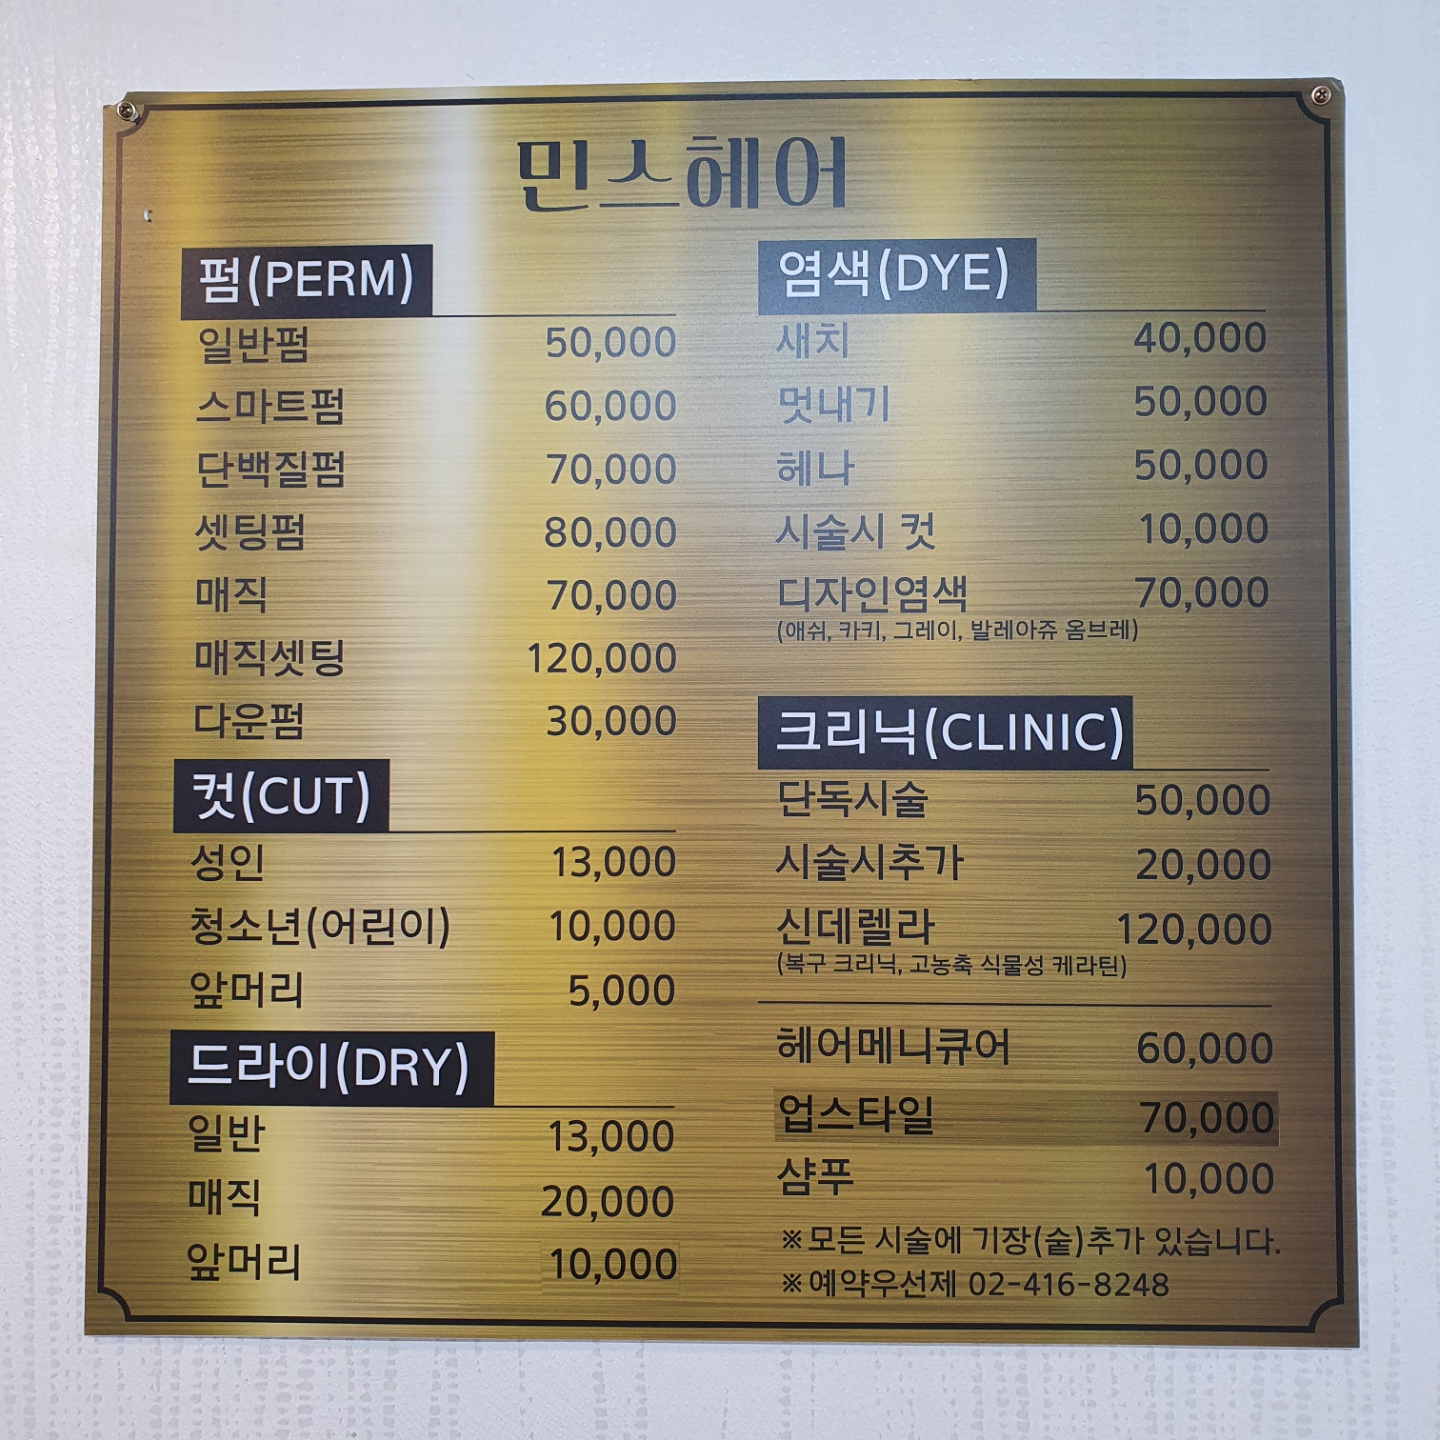 민스헤어
펌(PERM)
일반펌 50,000
스마트펌 60,000
단백질펌 70,000
셋팅펌 80,000
매직 70,000
매직셋팅 120,000
다운펌 30,000
컷(CUT)
성인 13,000
청소년(어린이) 10,000
앞머리 5,000
드라이(DRY)
일반 13,000
매직 20,000
앞머리 10,000
염색(DYE)
새치 40,000
멋내기 50,000
헤나 50,000
시술시 컷 10,000
디자인염색 70,000
(애쉬, 카키, 그레이, 발레아쥬 옴브레)
크리닉(CLINIC)
단독시술 50,000
시술시추가 20,000
신데렐라 120,000
(복구 크리닉, 고농축 식물성 케라틴)
헤어메니큐어 60,000
업스타일 70,000
샴푸 10,000
※모든 시술에 기장(숱)추가 있습니다.
※예약우선제 02-416-8248